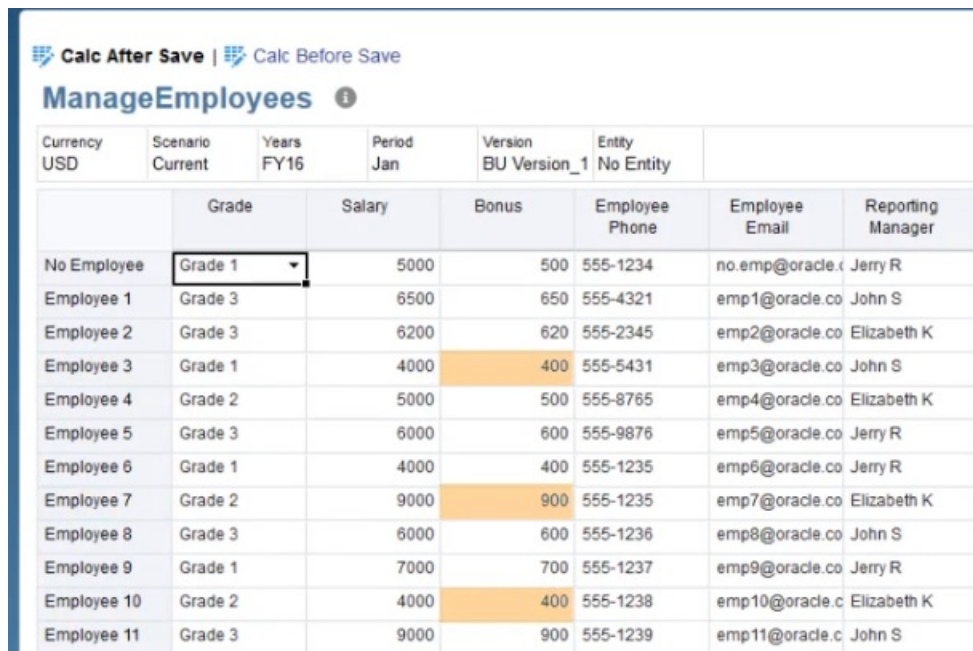 Calc After Save | Calc Before Save
ManageEmployees
Currency Scenario Years Period Version Entity
USD Current FY16 Jan BU Version_1 No Entity
Grade Salary Bonus Employee Phone Employee Email Reporting Manager
No Employee Grade 1 5000 500 555-1234 no.emp@oracle.c Jerry R
Employee 1 Grade 3 6500 650 555-4321 emp1@oracle.co John S
Employee 2 Grade 3 6200 620 555-2345 emp2@oracle.co Elizabeth K
Employee 3 Grade 1 4000 400 555-5431 emp3@oracle.co John S
Employee 4 Grade 2 5000 500 555-8765 emp4@oracle.co Elizabeth K
Employee 5 Grade 3 6000 600 555-9876 emp5@oracle.co Jerry R
Employee 6 Grade 1 4000 400 555-1235 emp6@oracle.co Jerry R
Employee 7 Grade 2 9000 900 555-1235 emp7@oracle.co Elizabeth K
Employee 8 Grade 3 6000 600 555-1236 emp8@oracle.co John S
Employee 9 Grade 1 7000 700 555-1237 emp9@oracle.co Jerry R
Employee 10 Grade 2 4000 400 555-1238 emp10@oracle.c Elizabeth K
Employee 11 Grade 3 9000 900 555-1239 emp11@oracle.c John S